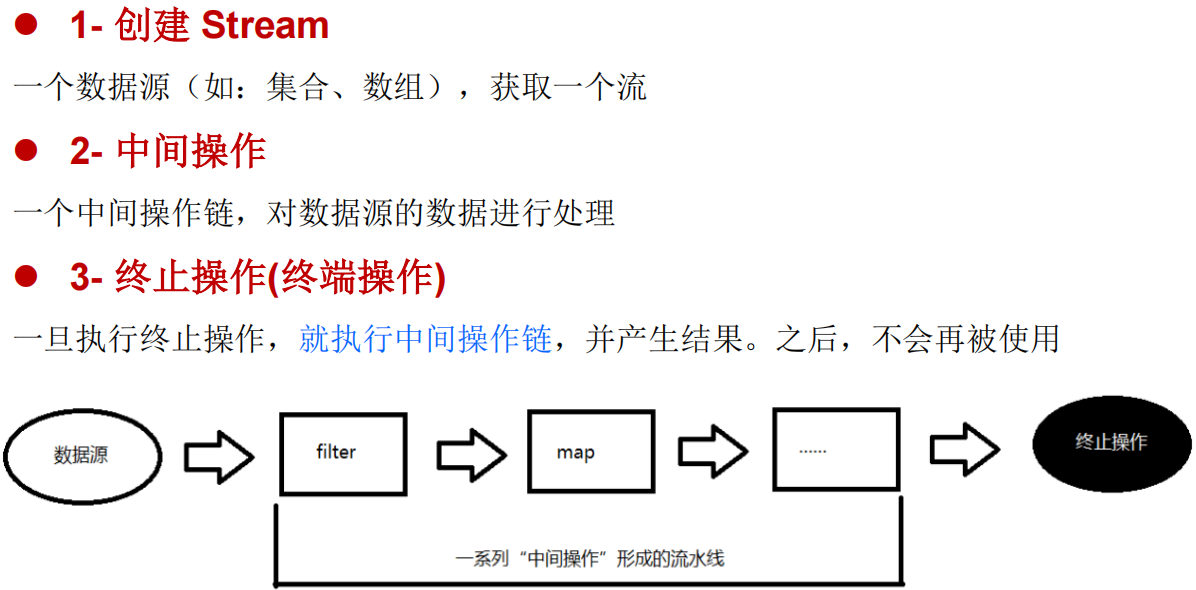 ● 1- 创建 Stream
一个数据源（如：集合、数组），获取一个流
● 2- 中间操作
一个中间操作链，对数据源的数据进行处理
● 3- 终止操作(终端操作)
一旦执行终止操作，就执行中间操作链，并产生结果。之后，不会再被使用
数据源
filter
map
......
终止操作
一系列“中间操作”形成的流水线